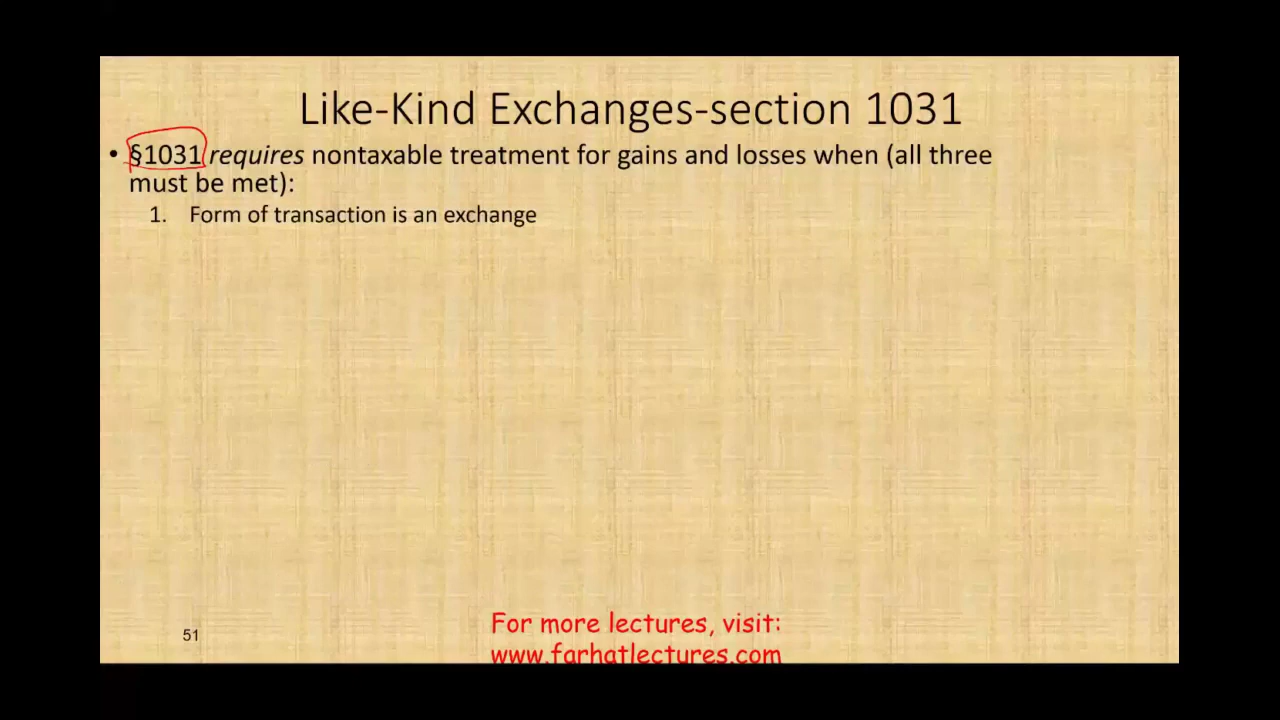 Like-Kind Exchanges-section 1031
• §1031 requires nontaxable treatment for gains and losses when (all three
must be met):
1. Form of transaction is an exchange
51
For more lectures, visit:
www.farhatlectures.com